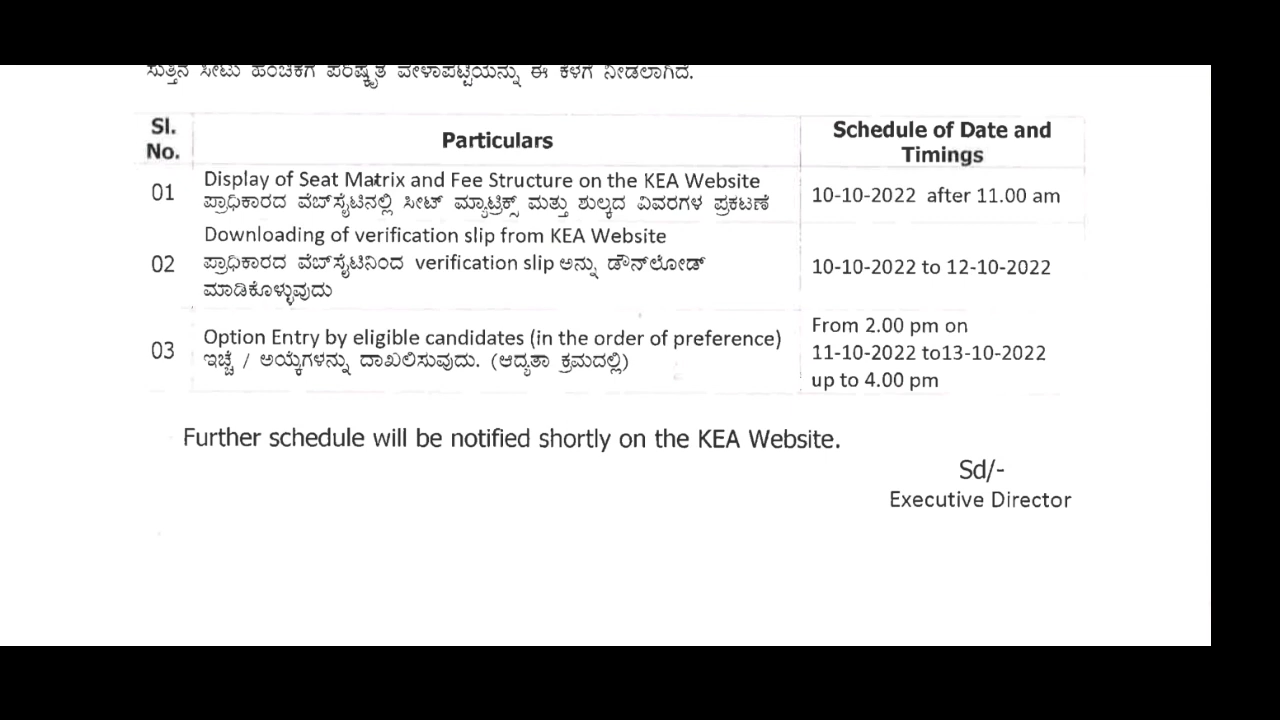 ಸುತ್ತಿನ ಸೀಟು ಹಂಚಿಕೆಗೆ ಪರಿಷ್ಕೃತ ವೇಳಾಪಟ್ಟಿಯನ್ನು ಈ ಕೆಳಗೆ ನೀಡಲಾಗಿದೆ.
Sl. No.
Particulars
Schedule of Date and Timings
01
Display of Seat Matrix and Fee Structure on the KEA Website
ಪ್ರಾಧಿಕಾರದ ವೆಬ್‌ಸೈಟಿನಲ್ಲಿ ಸೀಟ್ ಮ್ಯಾಟ್ರಿಕ್ಸ್ ಮತ್ತು ಶುಲ್ಕದ ವಿವರಗಳ ಪ್ರಕಟಣೆ
10-10-2022 after 11.00 am
02
Downloading of verification slip from KEA Website
ಪ್ರಾಧಿಕಾರದ ವೆಬ್‌ಸೈಟಿನಿಂದ verification slip ಅನ್ನು ಡೌನ್‌ಲೋಡ್
ಮಾಡಿಕೊಳ್ಳುವುದು
10-10-2022 to 12-10-2022
03
Option Entry by eligible candidates (in the order of preference)
ಇಚ್ಛೆ / ಆಯ್ಕೆಗಳನ್ನು ದಾಖಲಿಸುವುದು. (ಆದ್ಯತಾ ಕ್ರಮದಲ್ಲಿ)
From 2.00 pm on
11-10-2022 to13-10-2022
up to 4.00 pm
Further schedule will be notified shortly on the KEA Website.
Sd/-
Executive Director